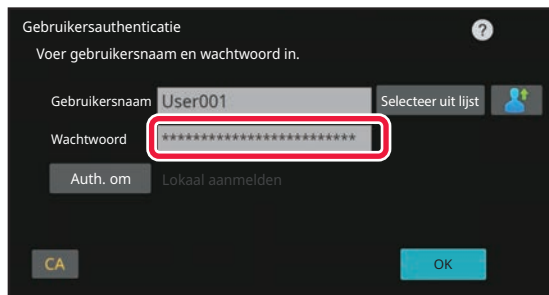 Gebruikersauthenticatie ?
Voer gebruikersnaam en wachtwoord in.
Gebruikersnaam User001 Selecteer uit lijst
Wachtwoord *************************
Auth. om Lokaal aanmelden
CA OK